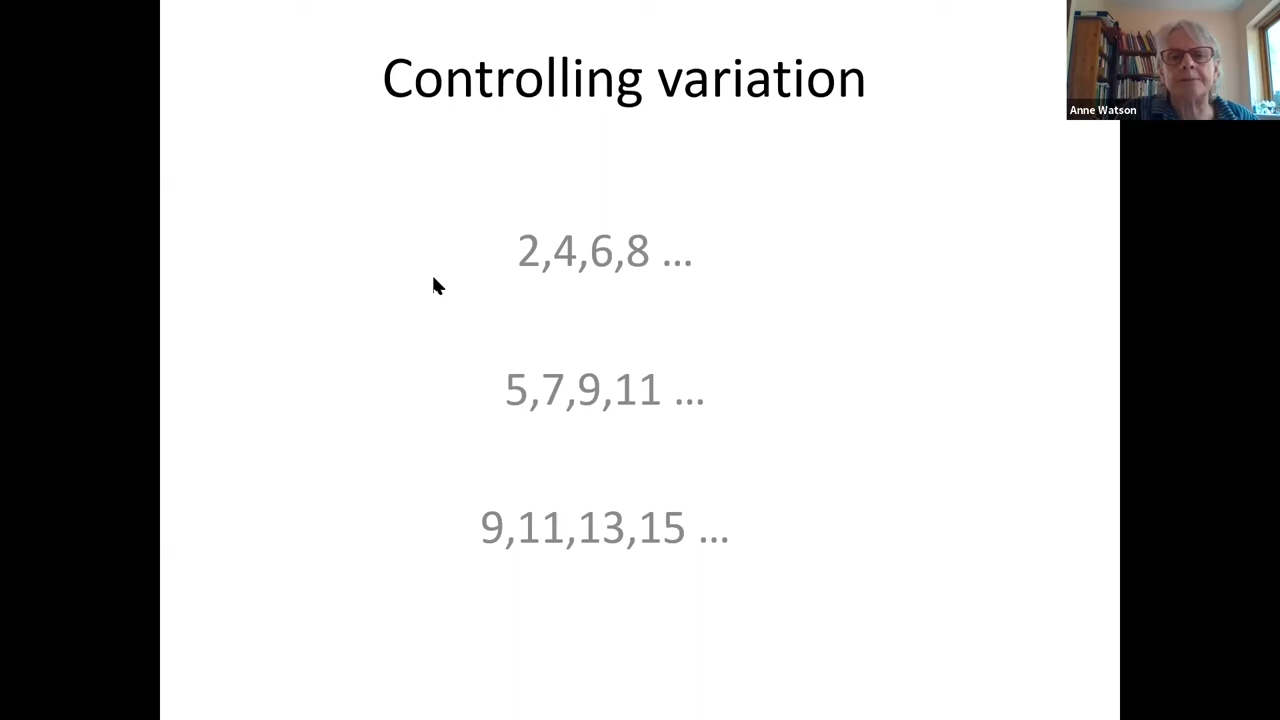 Controlling variation
Anne Watson
2,4,6,8 ...
5,7,9,11 ...
9,11,13,15 ...